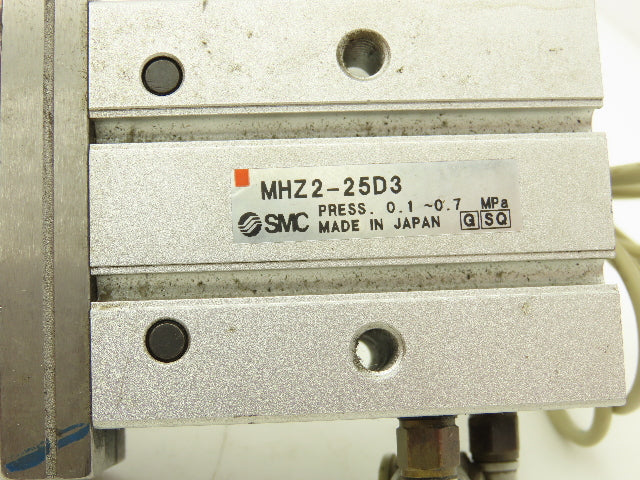 MHZ2-25D3
PRESS. 0.1 ~0.7 MPa
SMC MADE IN JAPAN G SQ